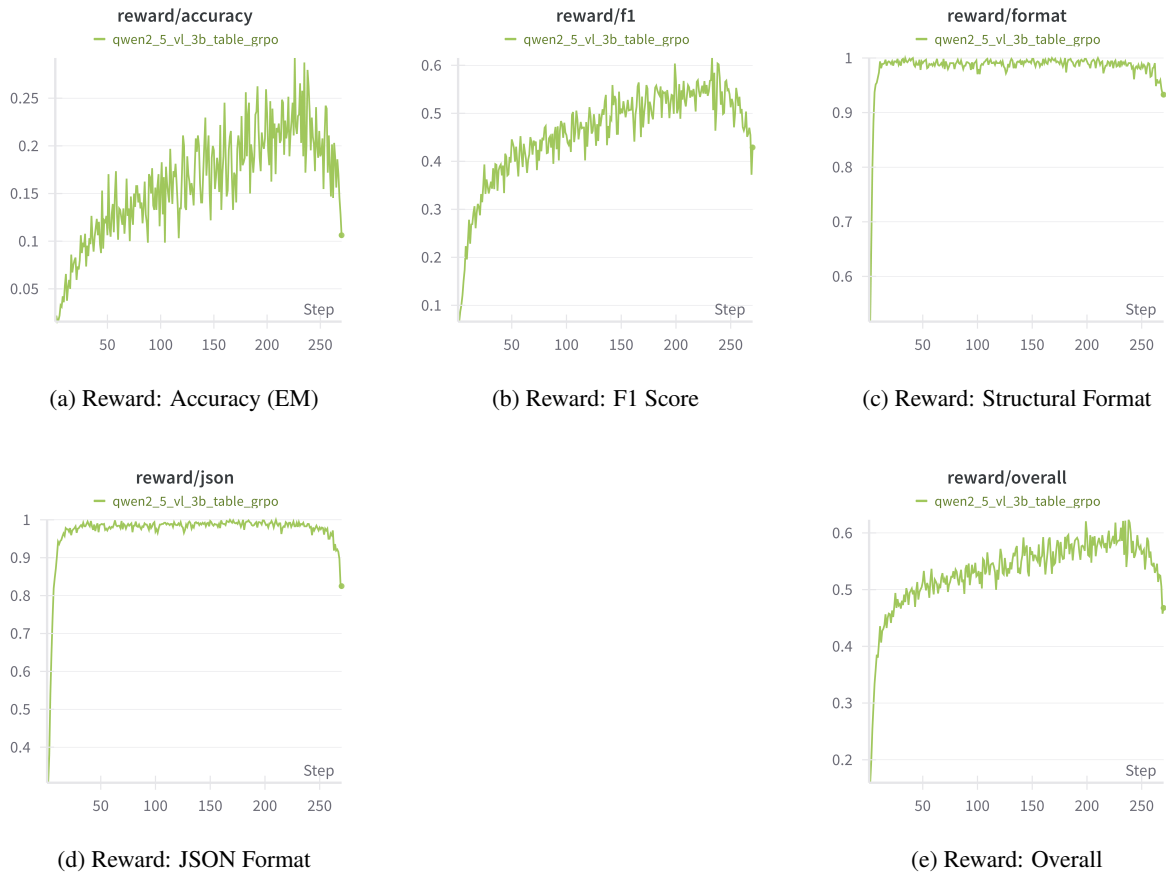 reward/accuracy
qwen2_5_vl_3b_table_grpo
0.25
0.2
0.15
0.1
0.05
Step
50 100 150 200 250
(a) Reward: Accuracy (EM)
reward/f1
qwen2_5_vl_3b_table_grpo
0.6
0.5
0.4
0.3
0.2
0.1
Step
50 100 150 200 250
(b) Reward: F1 Score
reward/format
qwen2_5_vl_3b_table_grpo
1
0.9
0.8
0.7
0.6
Step
50 100 150 200 250
(c) Reward: Structural Format
reward/json
qwen2_5_vl_3b_table_grpo
1
0.9
0.8
0.7
0.6
0.5
0.4
Step
50 100 150 200 250
(d) Reward: JSON Format
reward/overall
qwen2_5_vl_3b_table_grpo
0.6
0.5
0.4
0.3
0.2
Step
50 100 150 200 250
(e) Reward: Overall